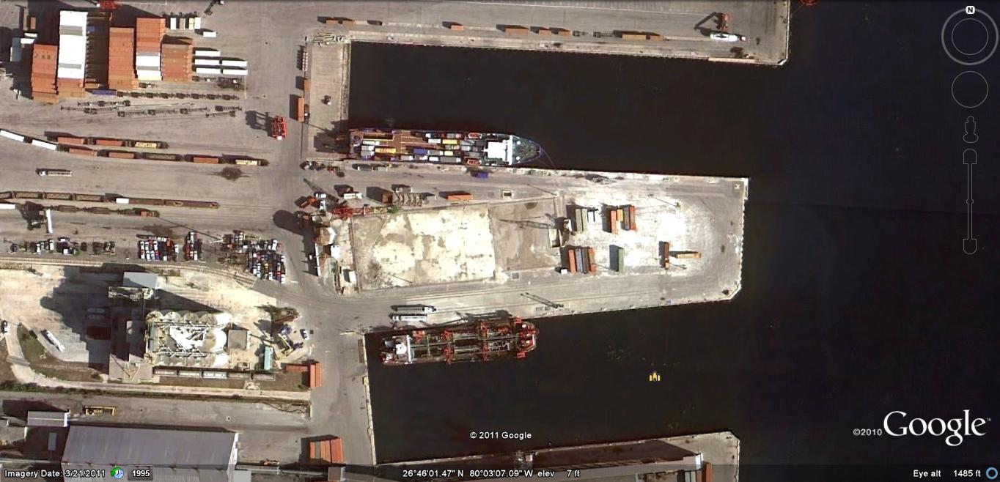 N
©2010 Google™
© 2011 Google
Imagery Date: 3/21/2011 1995 26°46'01.47" N 80°03'07.09" W elev 7 ft Eye alt 1485 ft